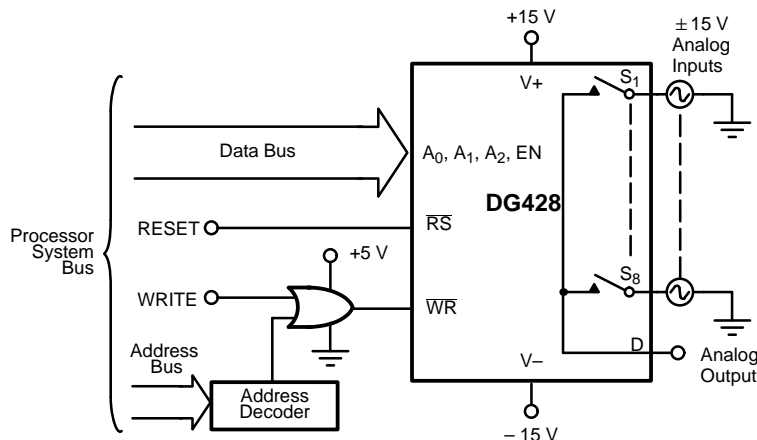 +15 V
± 15 V
Analog
Inputs
V+
S1
Data Bus
A0, A1, A2, EN
DG428
RESET
RS
Processor
System
Bus
+5 V
WRITE
WR
S8
Address
Bus
Address
Decoder
V–
D
Analog
Output
– 15 V